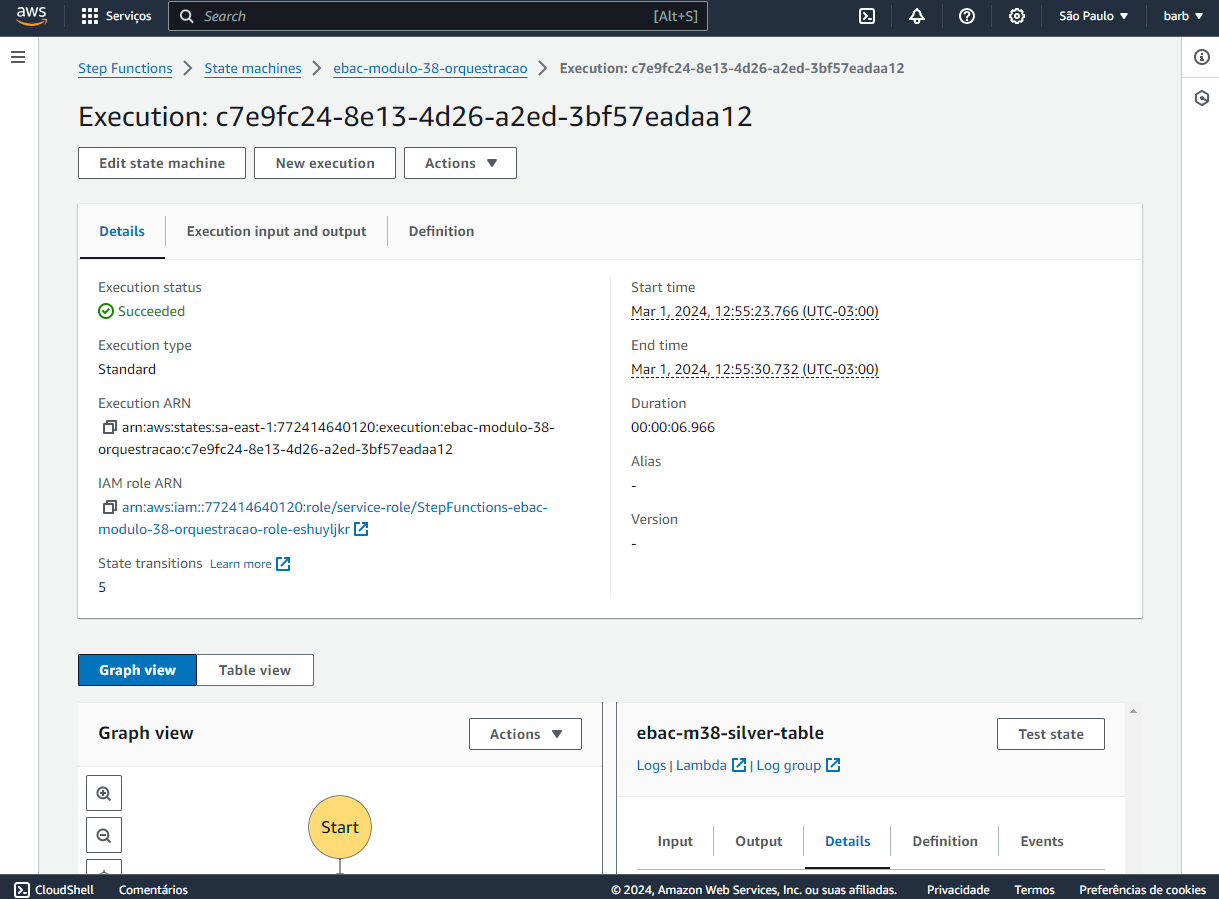 aws Serviços Search [Alt+S] São Paulo barb
Step Functions State machines ebac-modulo-38-orquestracao Execution: c7e9fc24-8e13-4d26-a2ed-3bf57eadaa12
Execution: c7e9fc24-8e13-4d26-a2ed-3bf57eadaa12
Edit state machine New execution Actions
Details Execution input and output Definition
Execution status
Succeeded
Execution type
Standard
Execution ARN
arn:aws:states:sa-east-1:772414640120:execution:ebac-modulo-38-
orquestracao:c7e9fc24-8e13-4d26-a2ed-3bf57eadaa12
IAM role ARN
arn:aws:iam::772414640120:role/service-role/StepFunctions-ebac-
modulo-38-orquestracao-role-eshuyljkr
State transitions Learn more
5
Start time
Mar 1, 2024, 12:55:23.766 (UTC-03:00)
End time
Mar 1, 2024, 12:55:30.732 (UTC-03:00)
Duration
00:00:06.966
Alias
-
Version
-
Graph view Table view
Graph view Actions
Start
ebac-m38-silver-table Test state
Logs | Lambda | Log group
Input Output Details Definition Events
CloudShell Comentários © 2024, Amazon Web Services, Inc. ou suas afiliadas. Privacidade Termos Preferências de cookies